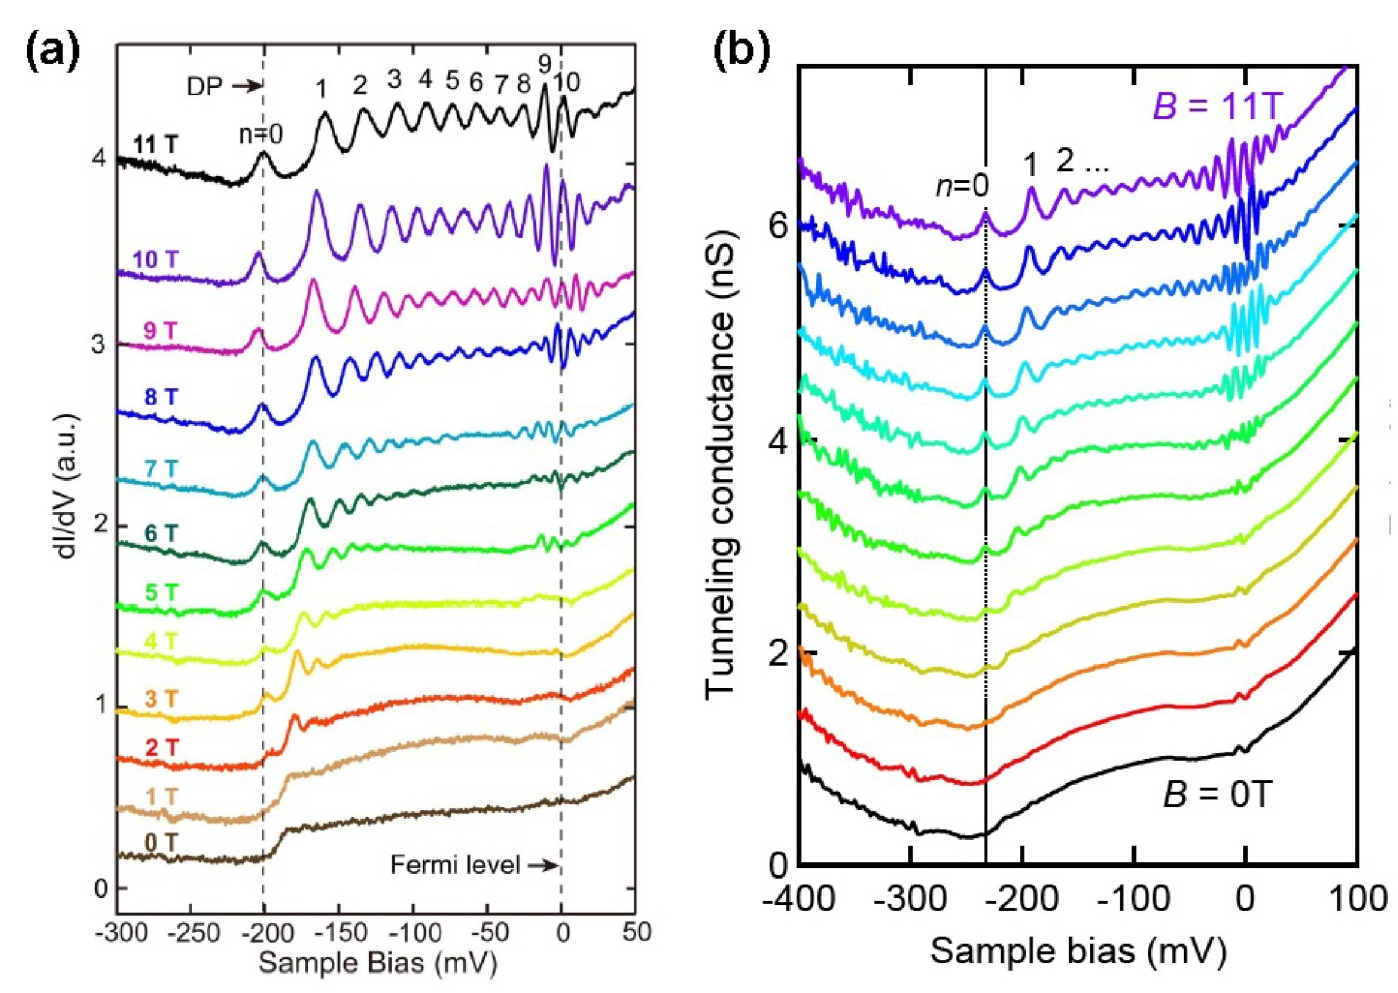 (a)
DP
n=0
1 2 3 4 5 6 7 8 9 10
11 T
10 T
9 T
8 T
7 T
6 T
5 T
4 T
3 T
2 T
1 T
0 T
Fermi level
4
3
2
1
0
dI/dV (a.u.)
-300 -250 -200 -150 -100 -50 0 50
Sample Bias (mV)
(b)
B = 11T
n=0
1 2 ...
B = 0T
6
4
2
0
Tunneling conductance (nS)
-400 -300 -200 -100 0 100
Sample bias (mV)